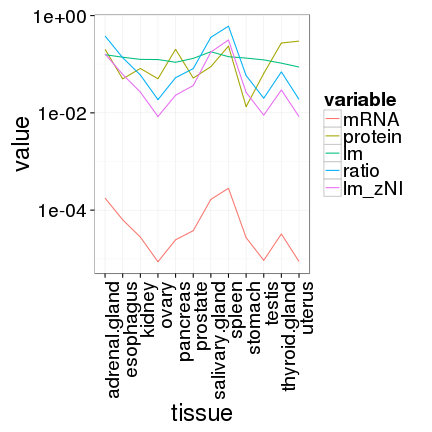 1e+00
1e-02
1e-04
value
adrenal.gland
esophagus
kidney
ovary
pancreas
prostate
salivary.gland
spleen
stomach
testis
thyroid.gland
uterus
tissue
variable
mRNA
protein
lm
ratio
lm_zNI